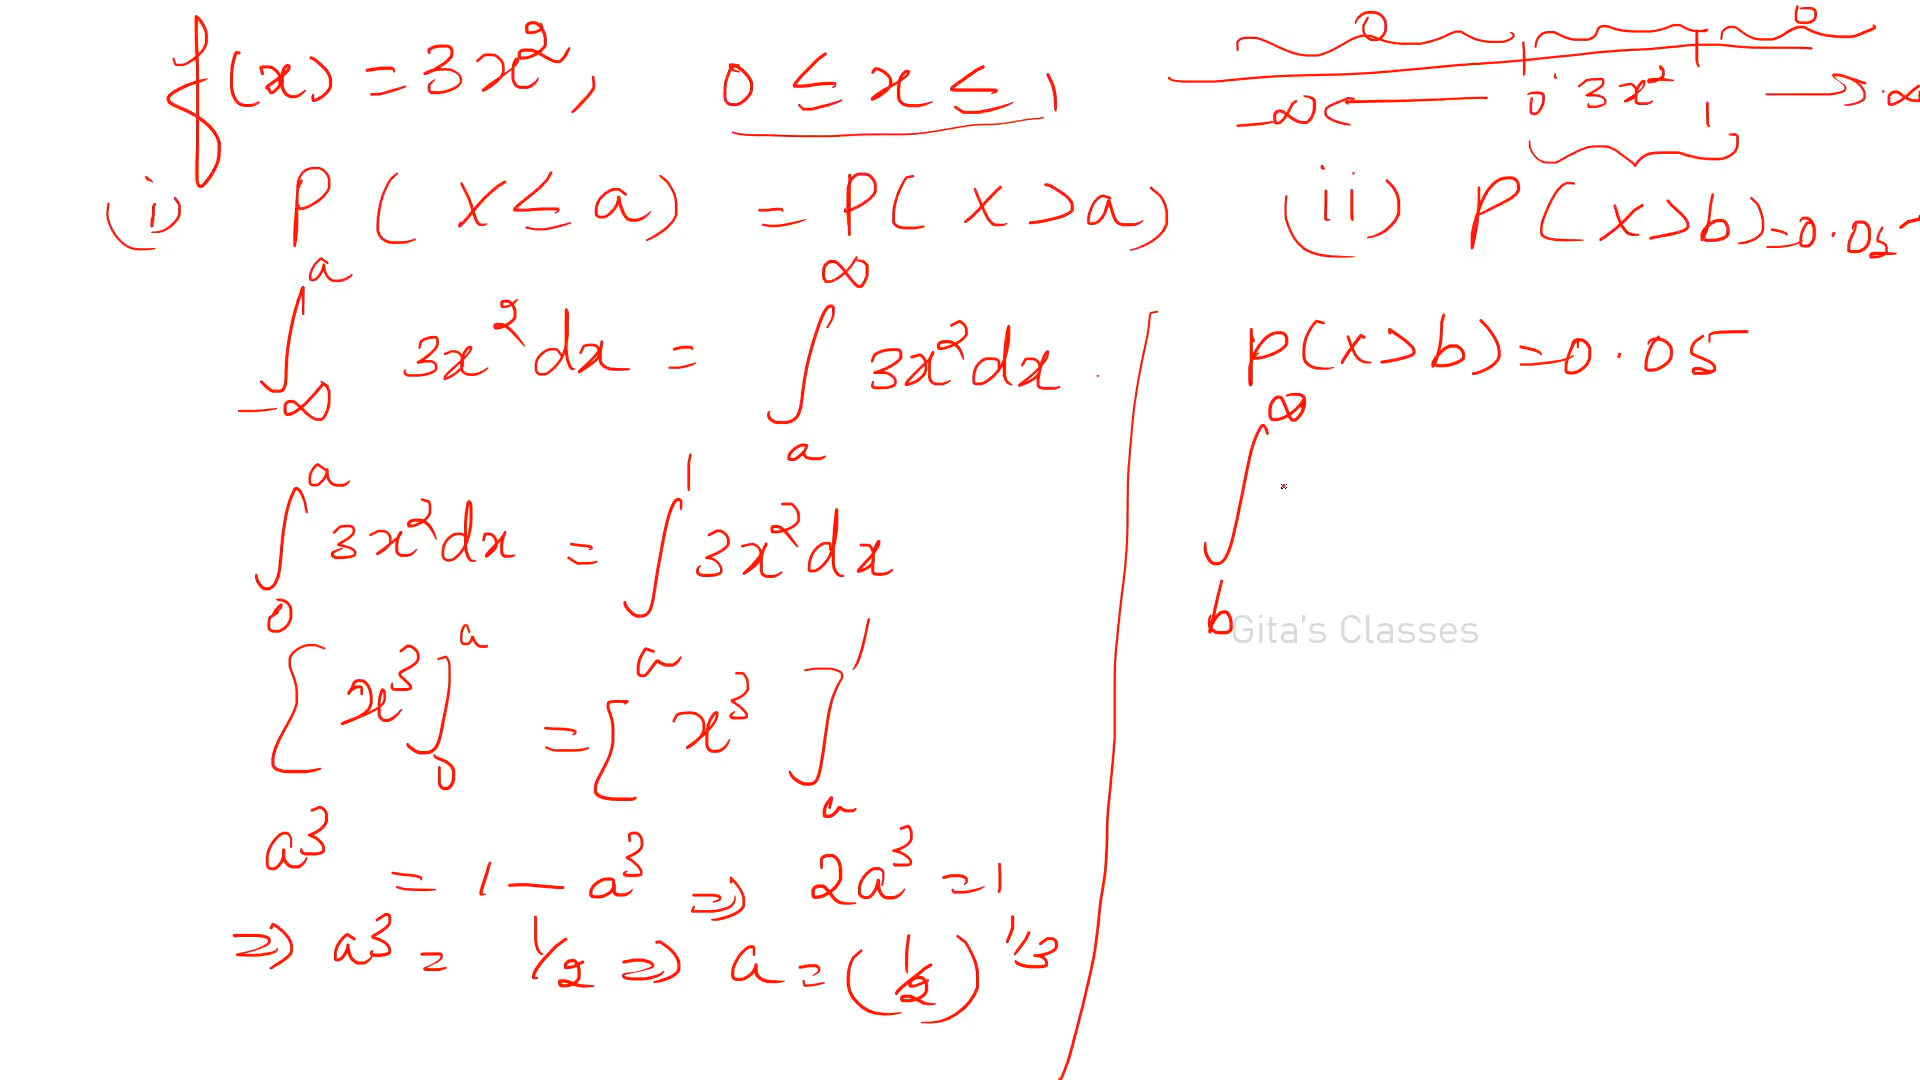 f(x) = 3x², 0 ≤ x ≤ 1
0 0
-∞ 0 3x² 1 ∞
(i) P(X ≤ a) = P(X > a) (ii) P(X > b) = 0.05
∫_{-∞}^{a} 3x² dx = ∫_{a}^{∞} 3x² dx
∫_{0}^{a} 3x² dx = ∫^{1} 3x² dx
a
[x³]_{0}^{a} = [x³]_{a}^{1}
a³ = 1 - a³ ⇒ 2a³ = 1
⇒ a³ = 1/2 ⇒ a = (1/2)^{1/3}
P(X > b) = 0.05
∫_{b}^{∞}
Gita's Classes